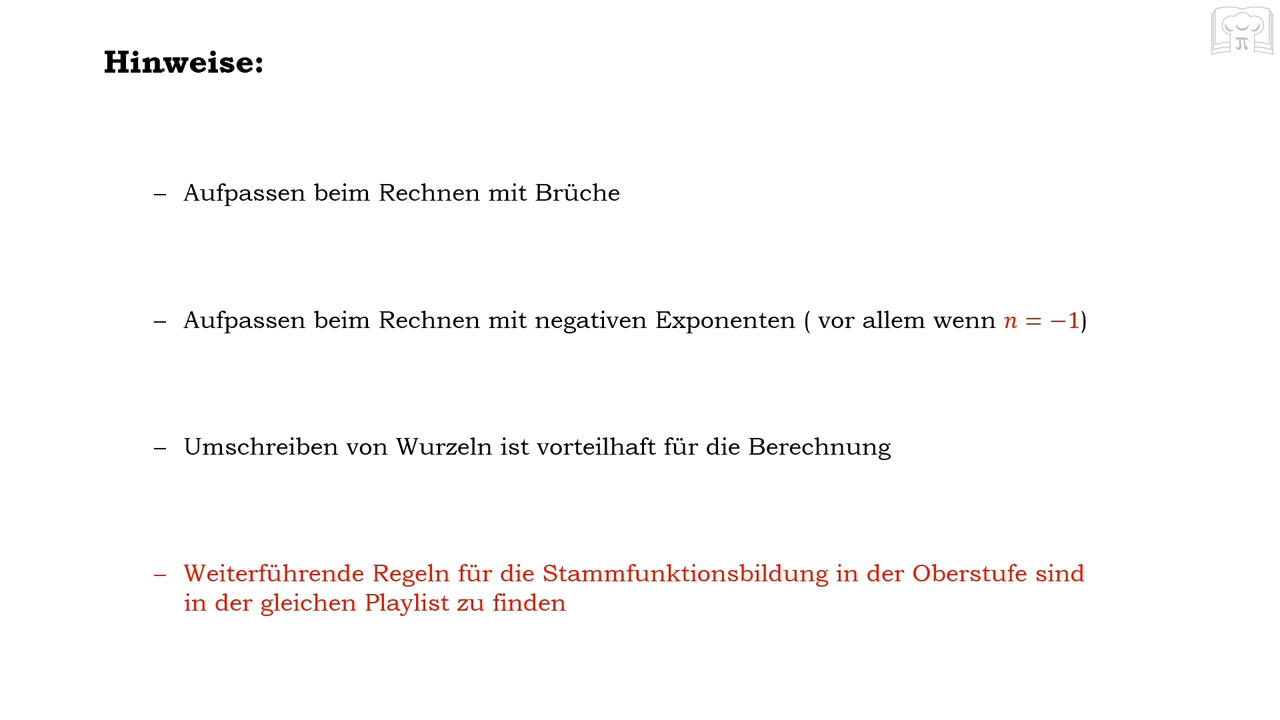 Hinweise:
– Aufpassen beim Rechnen mit Brüche
– Aufpassen beim Rechnen mit negativen Exponenten ( vor allem wenn n = −1)
– Umschreiben von Wurzeln ist vorteilhaft für die Berechnung
– Weiterführende Regeln für die Stammfunktionsbildung in der Oberstufe sind
in der gleichen Playlist zu finden
π